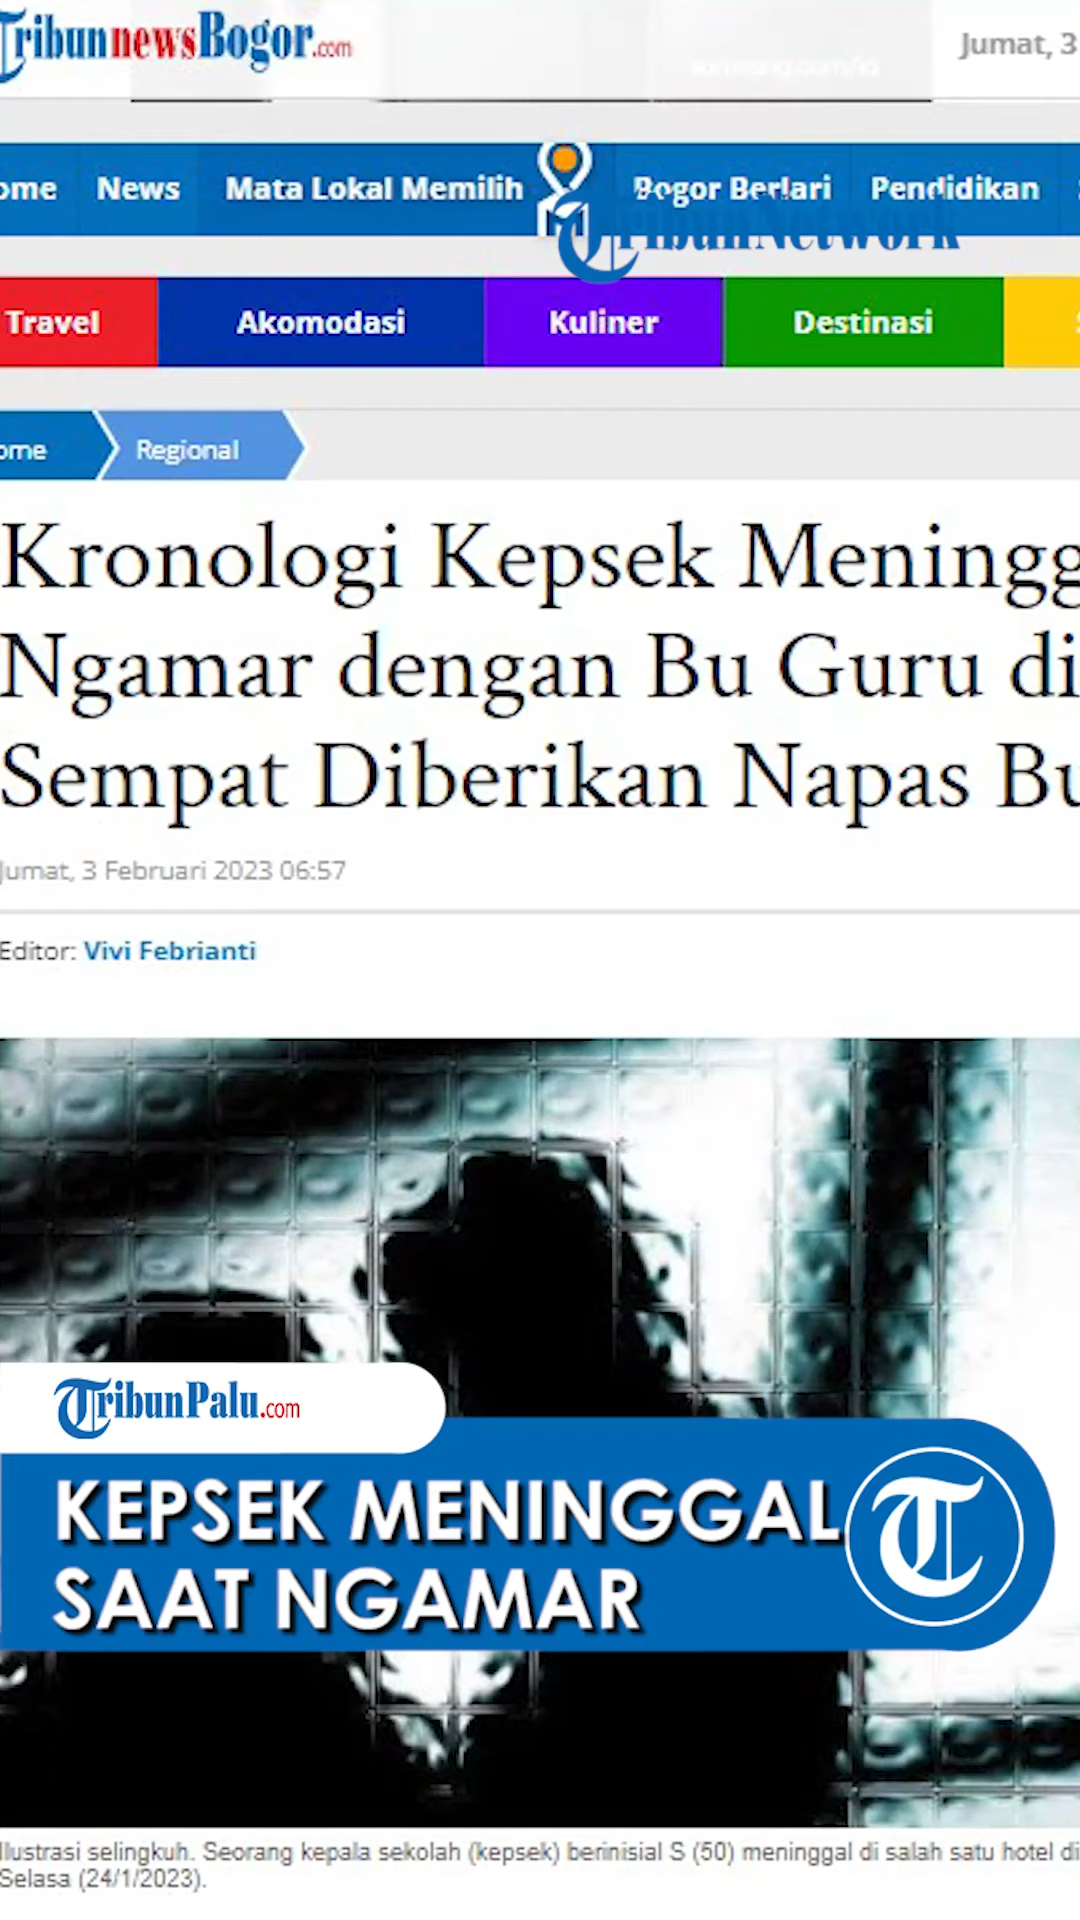 TribunnewsBogor.com
Jumat, 3
ome News Mata Lokal Memilih Bogor Berlari Pendidikan
TribunNetwork
Travel Akomodasi Kuliner Destinasi
ome Regional
Kronologi Kepsek Meningg
Ngamar dengan Bu Guru di
Sempat Diberikan Napas Bu
Jumat, 3 Februari 2023 06:57
Editor: Vivi Febrianti
TribunPalu.com
KEPSEK MENINGGAL
SAAT NGAMAR
T
Ilustrasi selingkuh. Seorang kepala sekolah (kepsek) berinisial S (50) meninggal di salah satu hotel di
Selasa (24/1/2023).